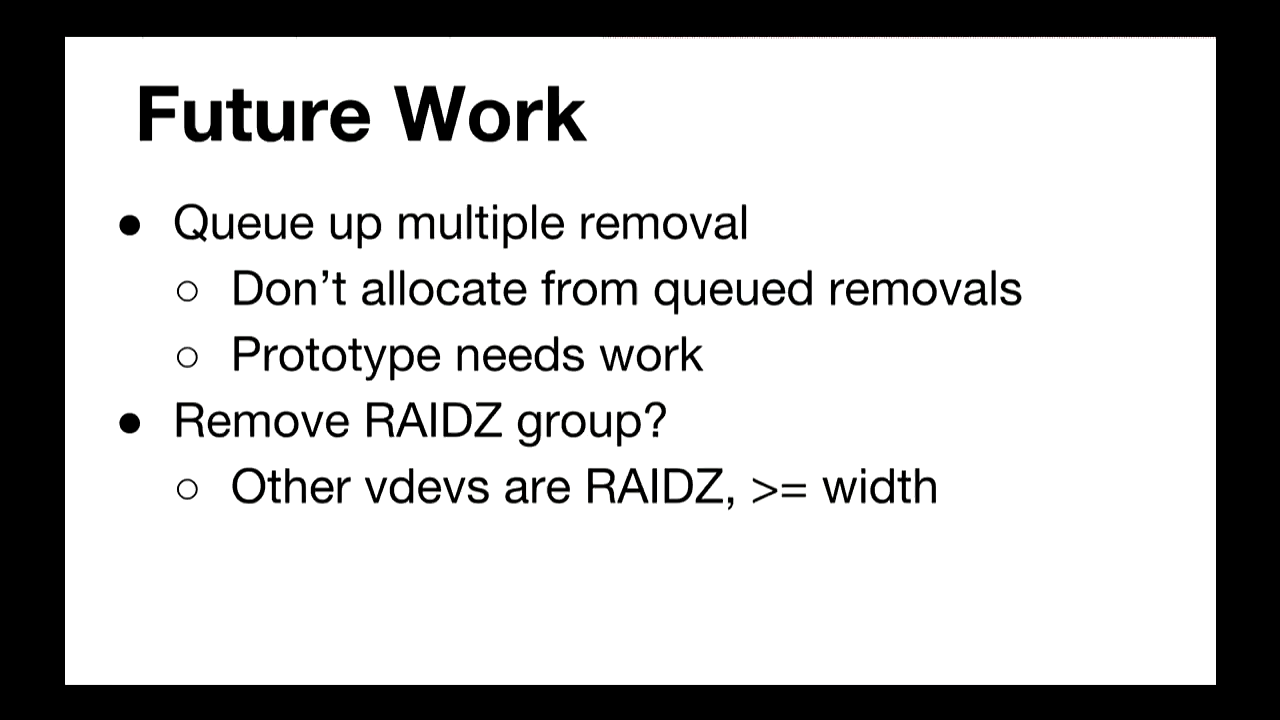 Future Work
● Queue up multiple removal
○ Don’t allocate from queued removals
○ Prototype needs work
● Remove RAIDZ group?
○ Other vdevs are RAIDZ, >= width